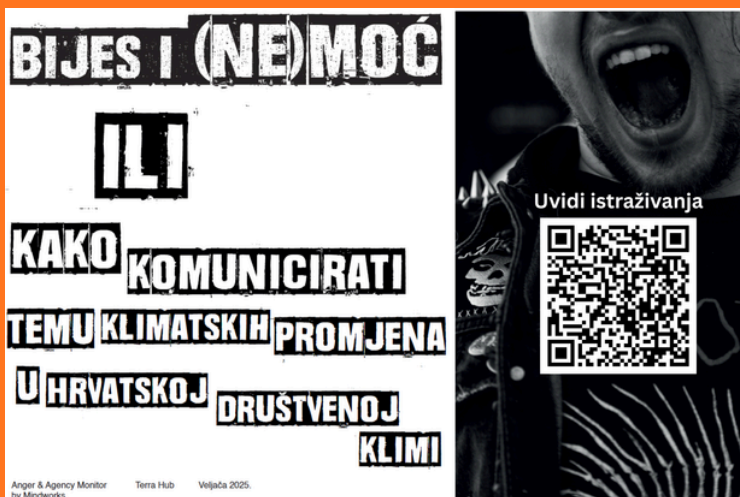 BIJES I (NE)MOĆ
ILI
KAKO KOMUNICIRATI
TEMU KLIMATSKIH PROMJENA
U HRVATSKOJ DRUŠTVENOJ
KLIMI
Anger & Agency Monitor
by Mindworks
Terra Hub
Veljača 2025.
Uvidi istraživanja